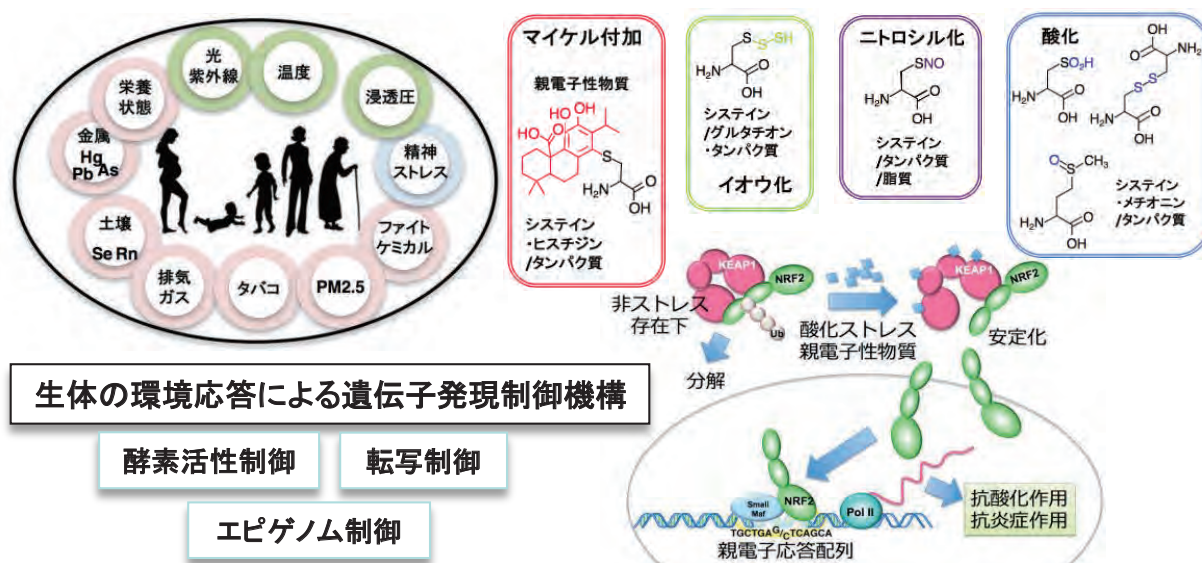 光
紫外線
温度
浸透圧
精神
ストレス
ファイト
ケミカル
PM2.5
タバコ
排気
ガス
土壌
Se Rn
金属
Hg
Pb As
栄養
状態
生体の環境応答による遺伝子発現制御機構
酵素活性制御
転写制御
エピゲノム制御
マイケル付加
親電子性物質
OH
HO
HO
O
S
H₂N
O
OH
システイン
・ヒスチジン
/タンパク質
S
S
SH
H₂N
O
OH
システイン
/グルタチオン
・タンパク質
イオウ化
ニトロシル化
SNO
H₂N
O
OH
システイン
/タンパク質
/脂質
酸化
SO₂H
H₂N
O
OH
OH
O
NH₂
S
S
H₂N
O
OH
O
S
CH₃
H₂N
O
OH
システイン
・メチオニン
/タンパク質
KEAP1
NRF2
Ub
非ストレス
存在下
分解
酸化ストレス
親電子性物質
KEAP1
NRF2
安定化
Small
Maf
NRF2
Pol II
TGCTGAG/CTCAGCA
親電子応答配列
抗酸化作用
抗炎症作用